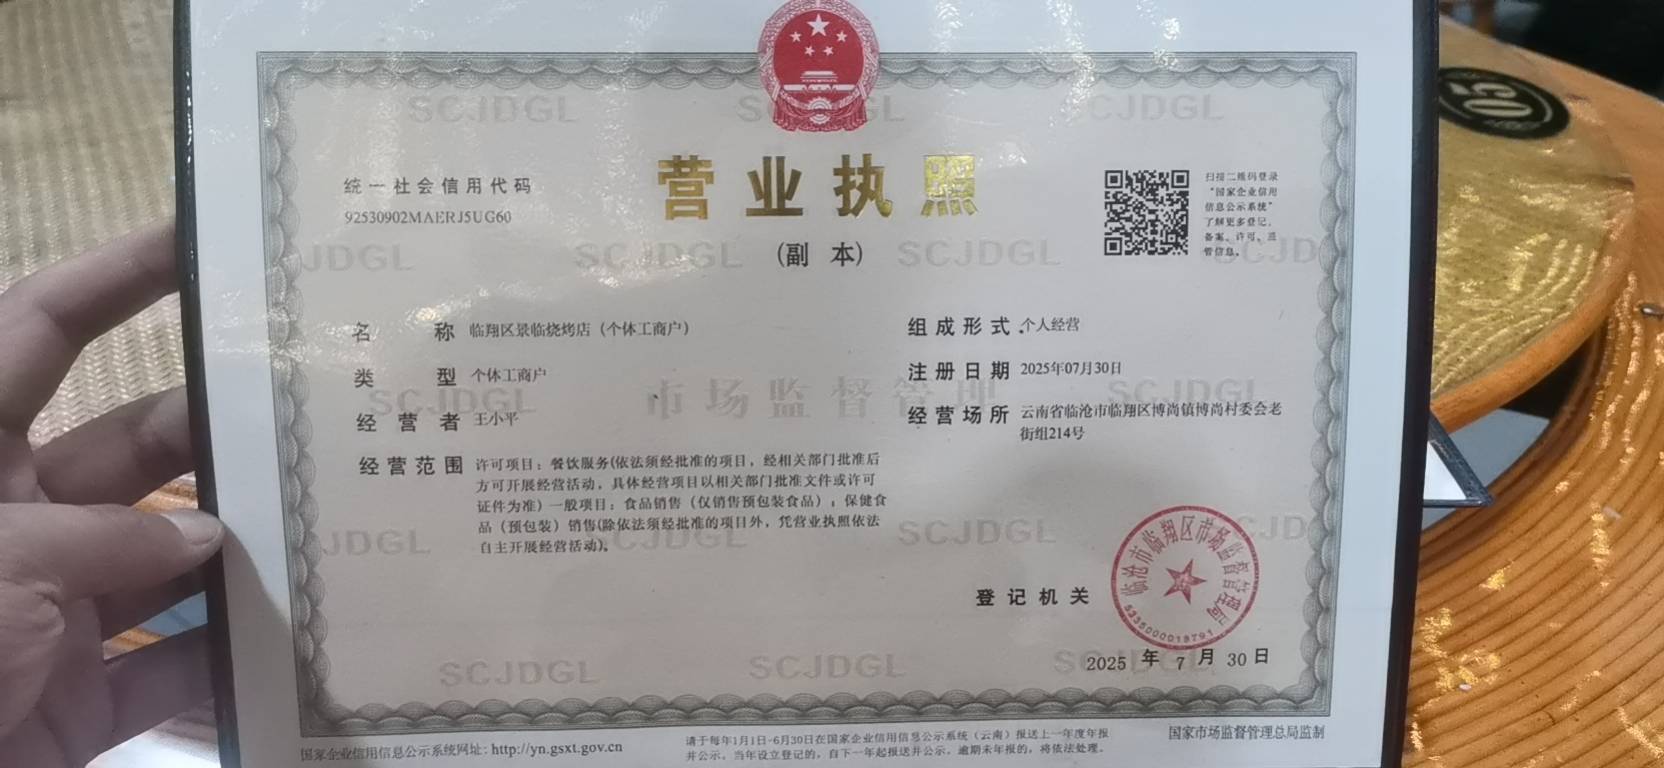 营业执照
(副 本)
统一社会信用代码
92530902MAERJ5UG60
扫描二维码登录
“国家企业信用
信息公示系统”
了解更多登记、
备案、许可、监
管信息。
名 称 临翔区景临烧烤店（个体工商户）
类 型 个体工商户
经 营 者 王小平
经营范围 许可项目：餐饮服务(依法须经批准的项目，经相关部门批准后
方可开展经营活动，具体经营项目以相关部门批准文件或许可
证件为准）一般项目：食品销售（仅销售预包装食品）；保健食
品（预包装）销售(除依法须经批准的项目外，凭营业执照依法
自主开展经营活动)。
组成形式 个人经营
注册日期 2025年07月30日
经营场所 云南省临沧市临翔区博尚镇博尚村委会老
街组214号
市场监督管理
SCJDGL
登记机关
临沧市临翔区市场监督管理局
5335000018791
2025 年 7 月 30 日
国家企业信用信息公示系统网址: http://yn.gsxt.gov.cn
请于每年1月1日-6月30日在国家企业信用信息公示系统（云南）报送上一年度年报
并公示。当年设立登记的，自下一年起报送并公示。逾期未年报的，将依法处理。
国家市场监督管理总局监制
05